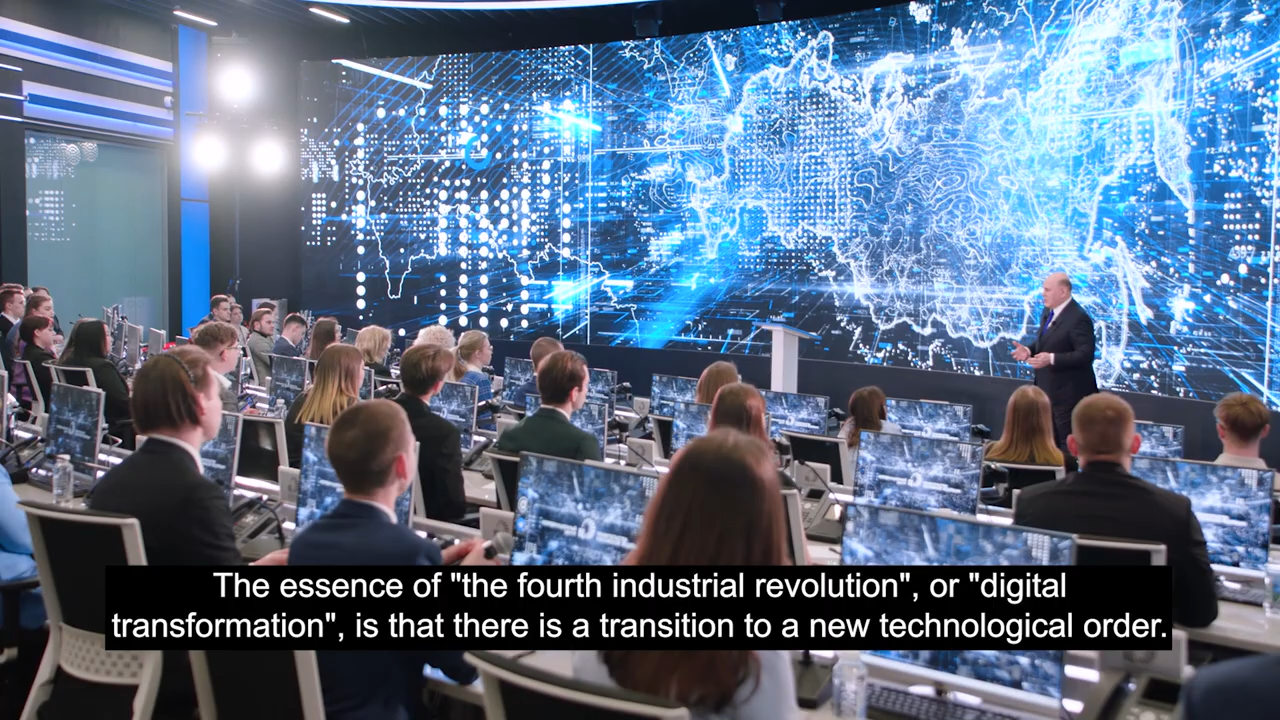 The essence of "the fourth industrial revolution", or "digital
transformation", is that there is a transition to a new technological order.